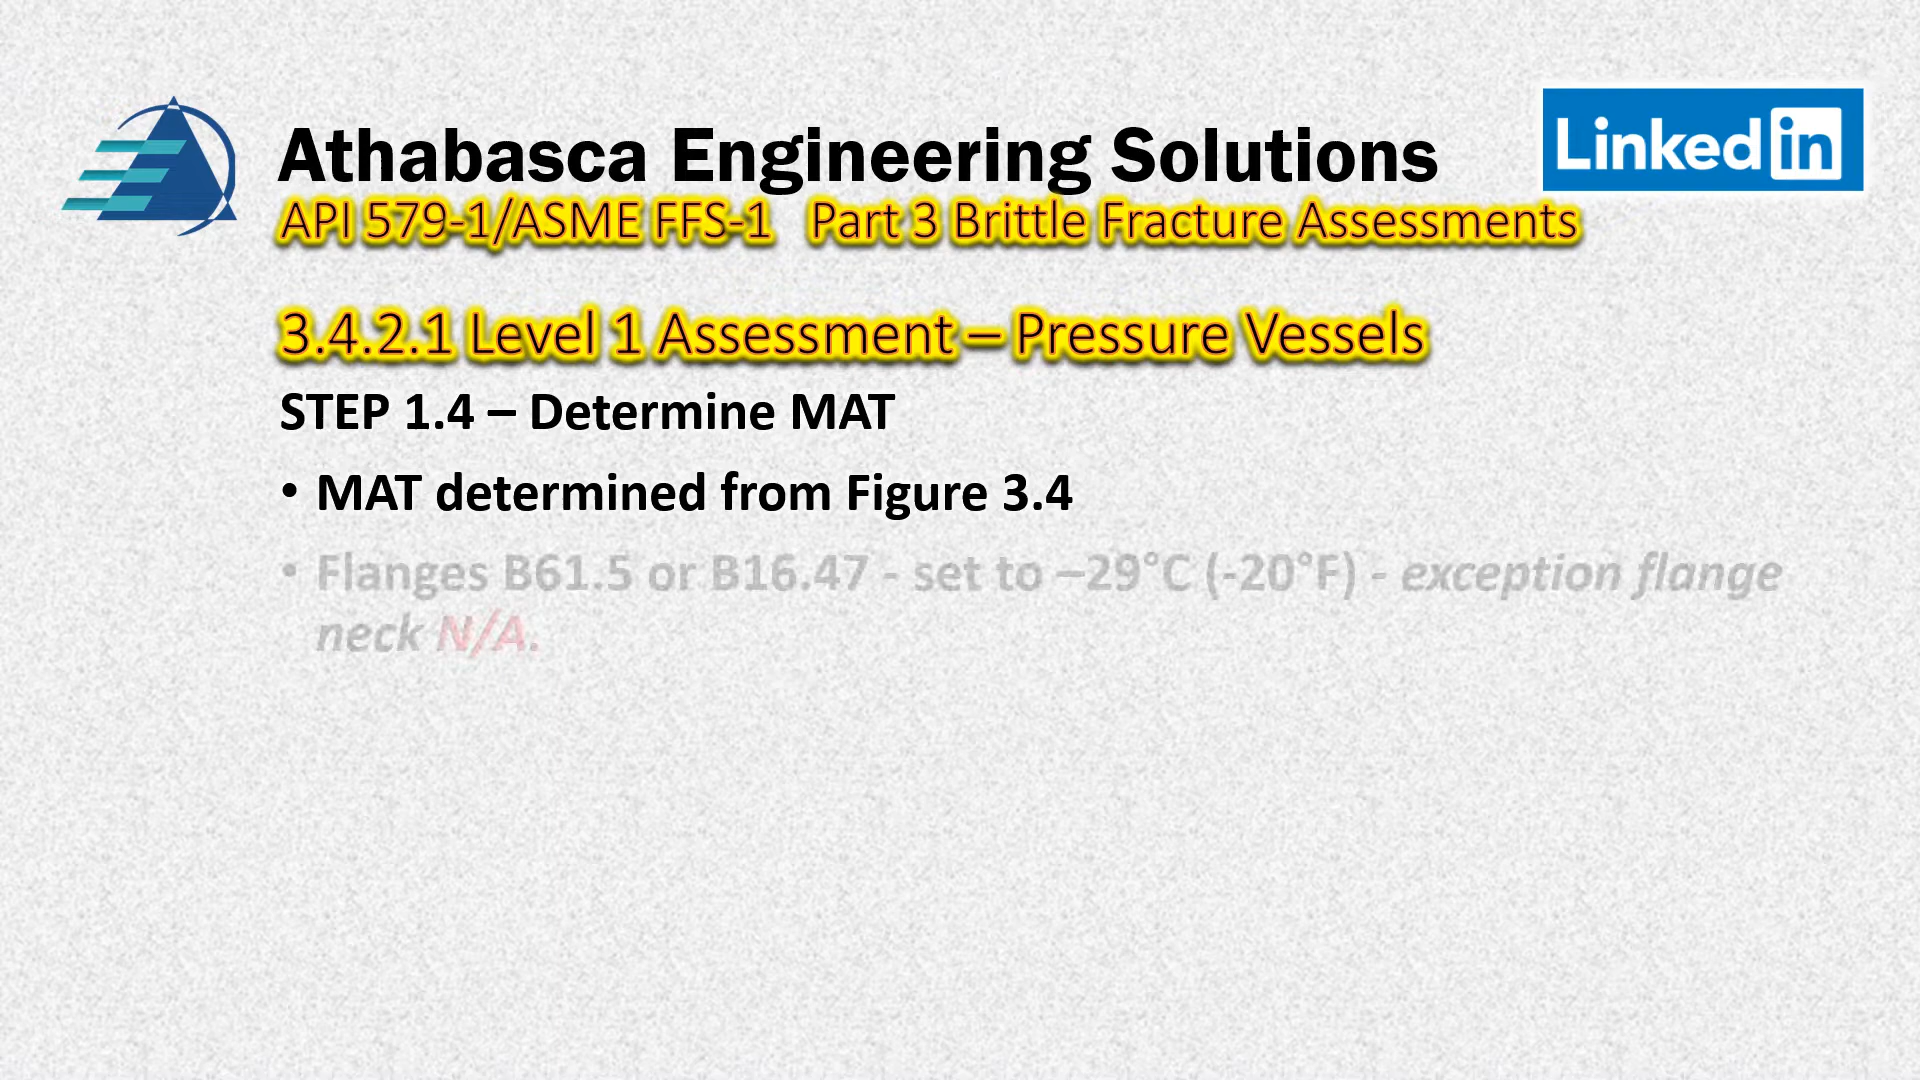 Athabasca Engineering Solutions
Linked in
API 579-1/ASME FFS-1 Part 3 Brittle Fracture Assessments
3.4.2.1 Level 1 Assessment – Pressure Vessels
STEP 1.4 – Determine MAT
• MAT determined from Figure 3.4
• Flanges B61.5 or B16.47 - set to –29°C (-20°F) - exception flange
neck N/A.